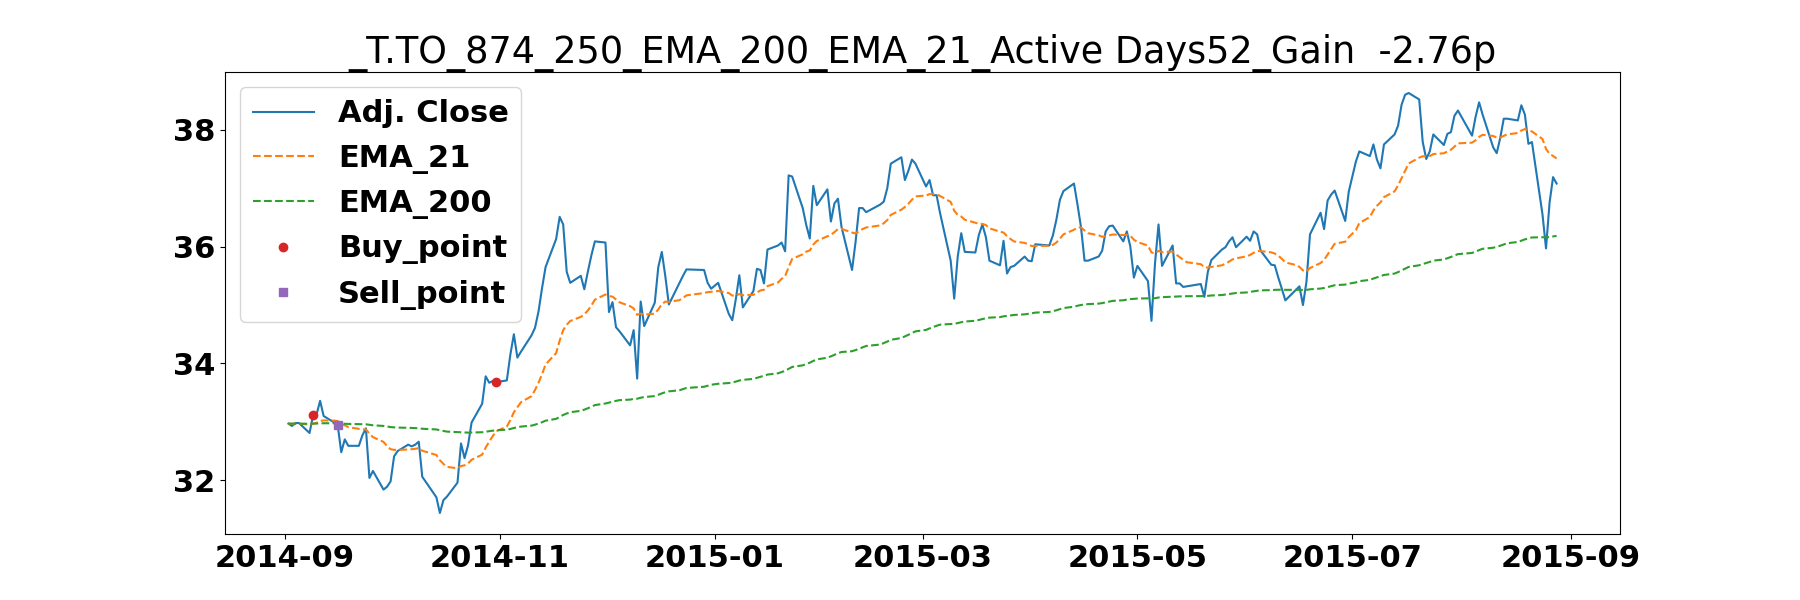 _T.TO_874_250_EMA_200_EMA_21_Active Days52_Gain  -2.76p
Adj. Close
EMA_21
EMA_200
Buy_point
Sell_point
38
36
34
32
2014-09 2014-11 2015-01 2015-03 2015-05 2015-07 2015-09